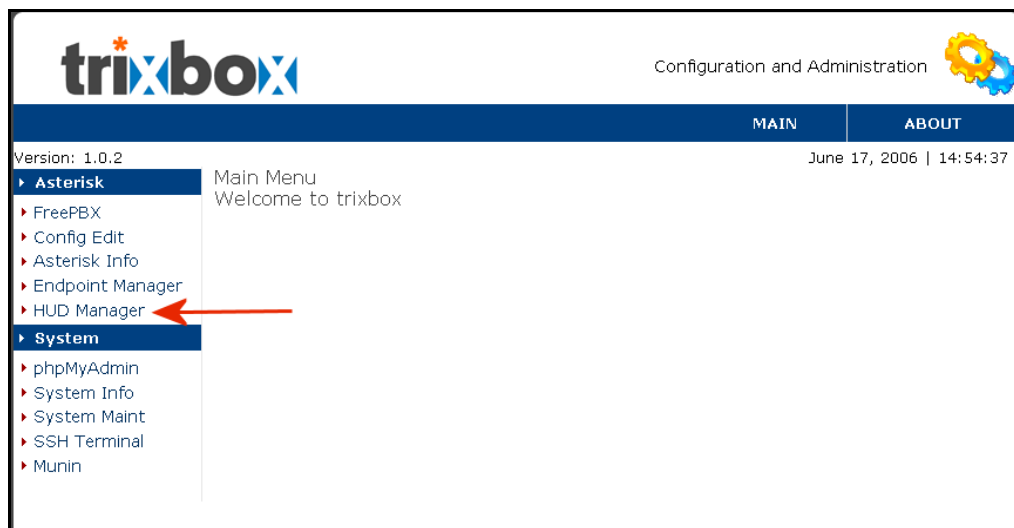 trixbox
Configuration and Administration
MAIN
ABOUT
Version: 1.0.2
June 17, 2006 | 14:54:37
Asterisk
FreePBX
Config Edit
Asterisk Info
Endpoint Manager
HUD Manager
System
phpMyAdmin
System Info
System Maint
SSH Terminal
Munin
Main Menu
Welcome to trixbox